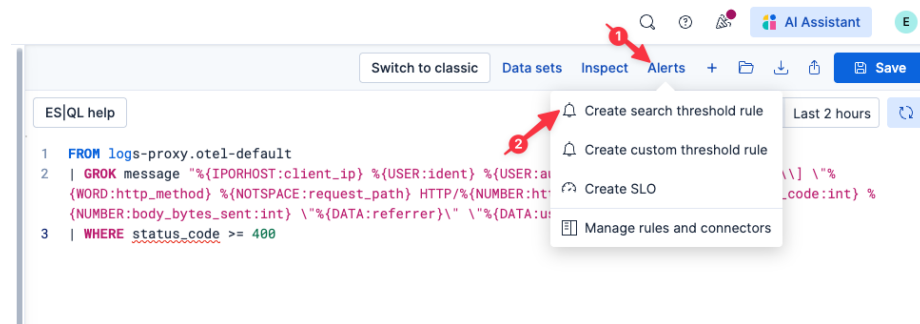 AI Assistant
E
1
Switch to classic
Data sets
Inspect
Alerts
Save
ES|QL help
Create search threshold rule
Last 2 hours
2
Create custom threshold rule
Create SLO
Manage rules and connectors
1 FROM logs-proxy.otel-default
2 | GROK message "%{IPORHOST:client_ip} %{USER:ident} %{USER:au \\] \"%
{WORD:http_method} %{NOTSPACE:request_path} HTTP/%{NUMBER:ht _code:int} %
{NUMBER:body_bytes_sent:int} \"%{DATA:referrer}\" \"%{DATA:us
3 | WHERE status_code >= 400